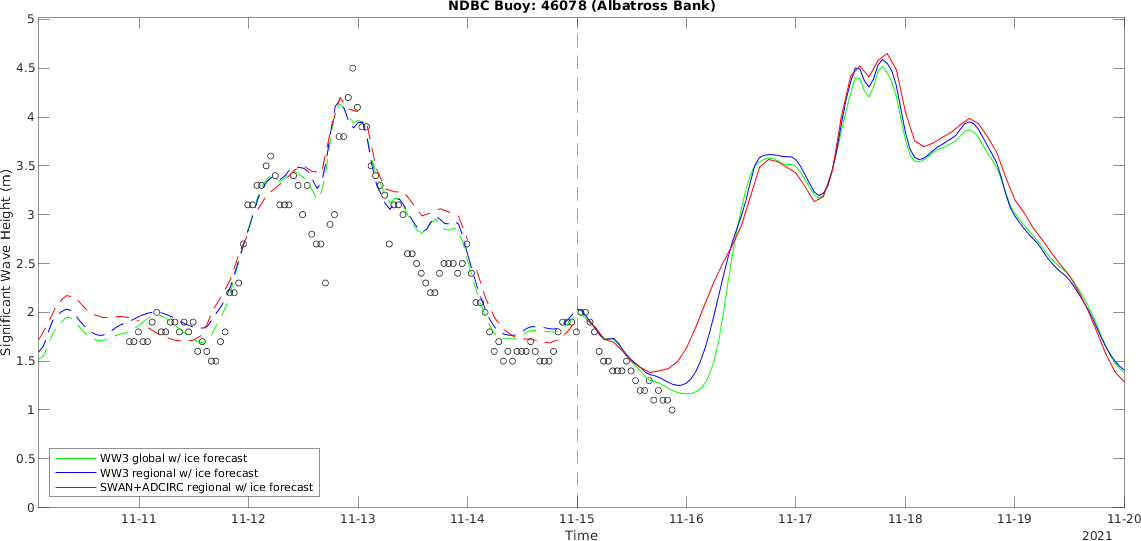 NDBC Buoy: 46078 (Albatross Bank)
5
4.5
4
3.5
3
2.5
2
1.5
1
0.5
0
Significant Wave Height (m)
WW3 global w/ ice forecast
WW3 regional w/ ice forecast
SWAN+ADCIRC regional w/ ice forecast
11-11 11-12 11-13 11-14 11-15 11-16 11-17 11-18 11-19 11-20
Time
2021